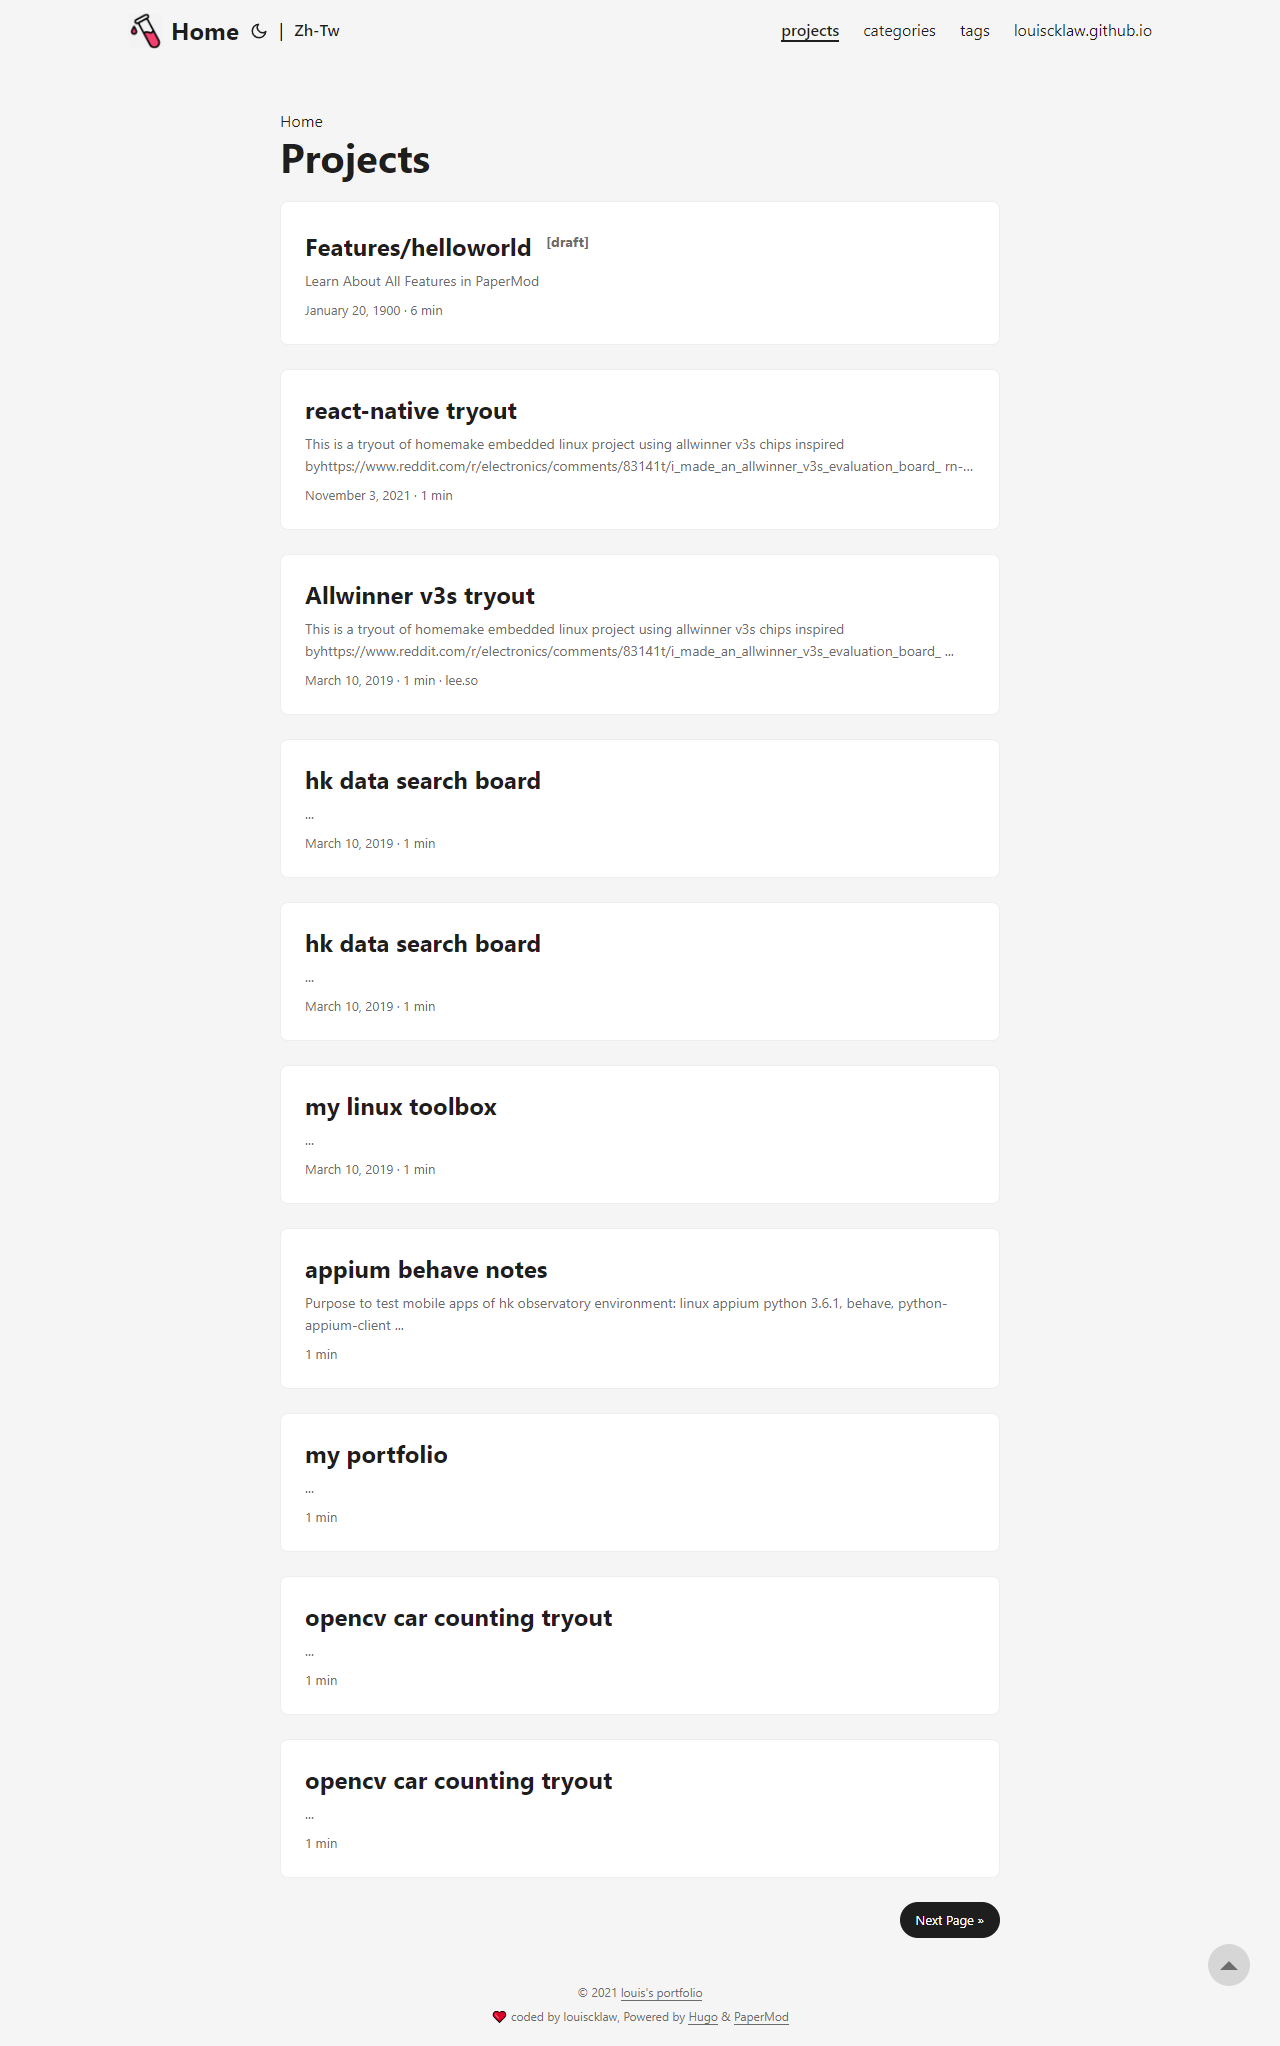 Home | Zh-Tw projects categories tags louiscklaw.github.io
Home
Projects
Features/helloworld [draft]
Learn About All Features in PaperMod
January 20, 1900 · 6 min
react-native tryout
This is a tryout of homemake embedded linux project using allwinner v3s chips inspired
byhttps://www.reddit.com/r/electronics/comments/83141t/i_made_an_allwinner_v3s_evaluation_board_ rn-...
November 3, 2021 · 1 min
Allwinner v3s tryout
This is a tryout of homemake embedded linux project using allwinner v3s chips inspired
byhttps://www.reddit.com/r/electronics/comments/83141t/i_made_an_allwinner_v3s_evaluation_board_ ...
March 10, 2019 · 1 min · lee.so
hk data search board
...
March 10, 2019 · 1 min
hk data search board
...
March 10, 2019 · 1 min
my linux toolbox
...
March 10, 2019 · 1 min
appium behave notes
Purpose to test mobile apps of hk observatory environment: linux appium python 3.6.1, behave, python-
appium-client ...
1 min
my portfolio
...
1 min
opencv car counting tryout
...
1 min
opencv car counting tryout
...
1 min
Next Page »
© 2021 louis's portfolio
coded by louiscklaw, Powered by Hugo & PaperMod